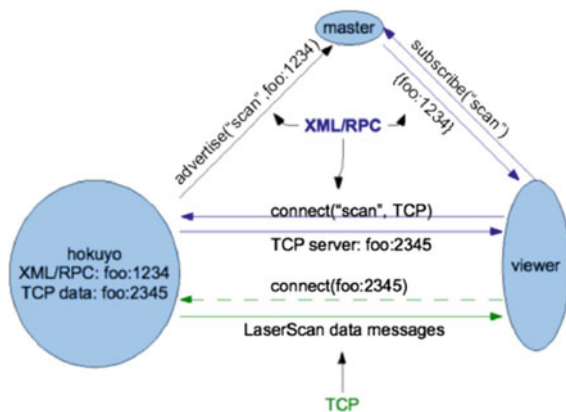 master
advertise("scan",foo:1234)
subscribe("scan")
{foo:1234}
XML/RPC
connect("scan", TCP)
TCP server: foo:2345
hokuyo
XML/RPC: foo:1234
TCP data: foo:2345
viewer
connect(foo:2345)
LaserScan data messages
TCP